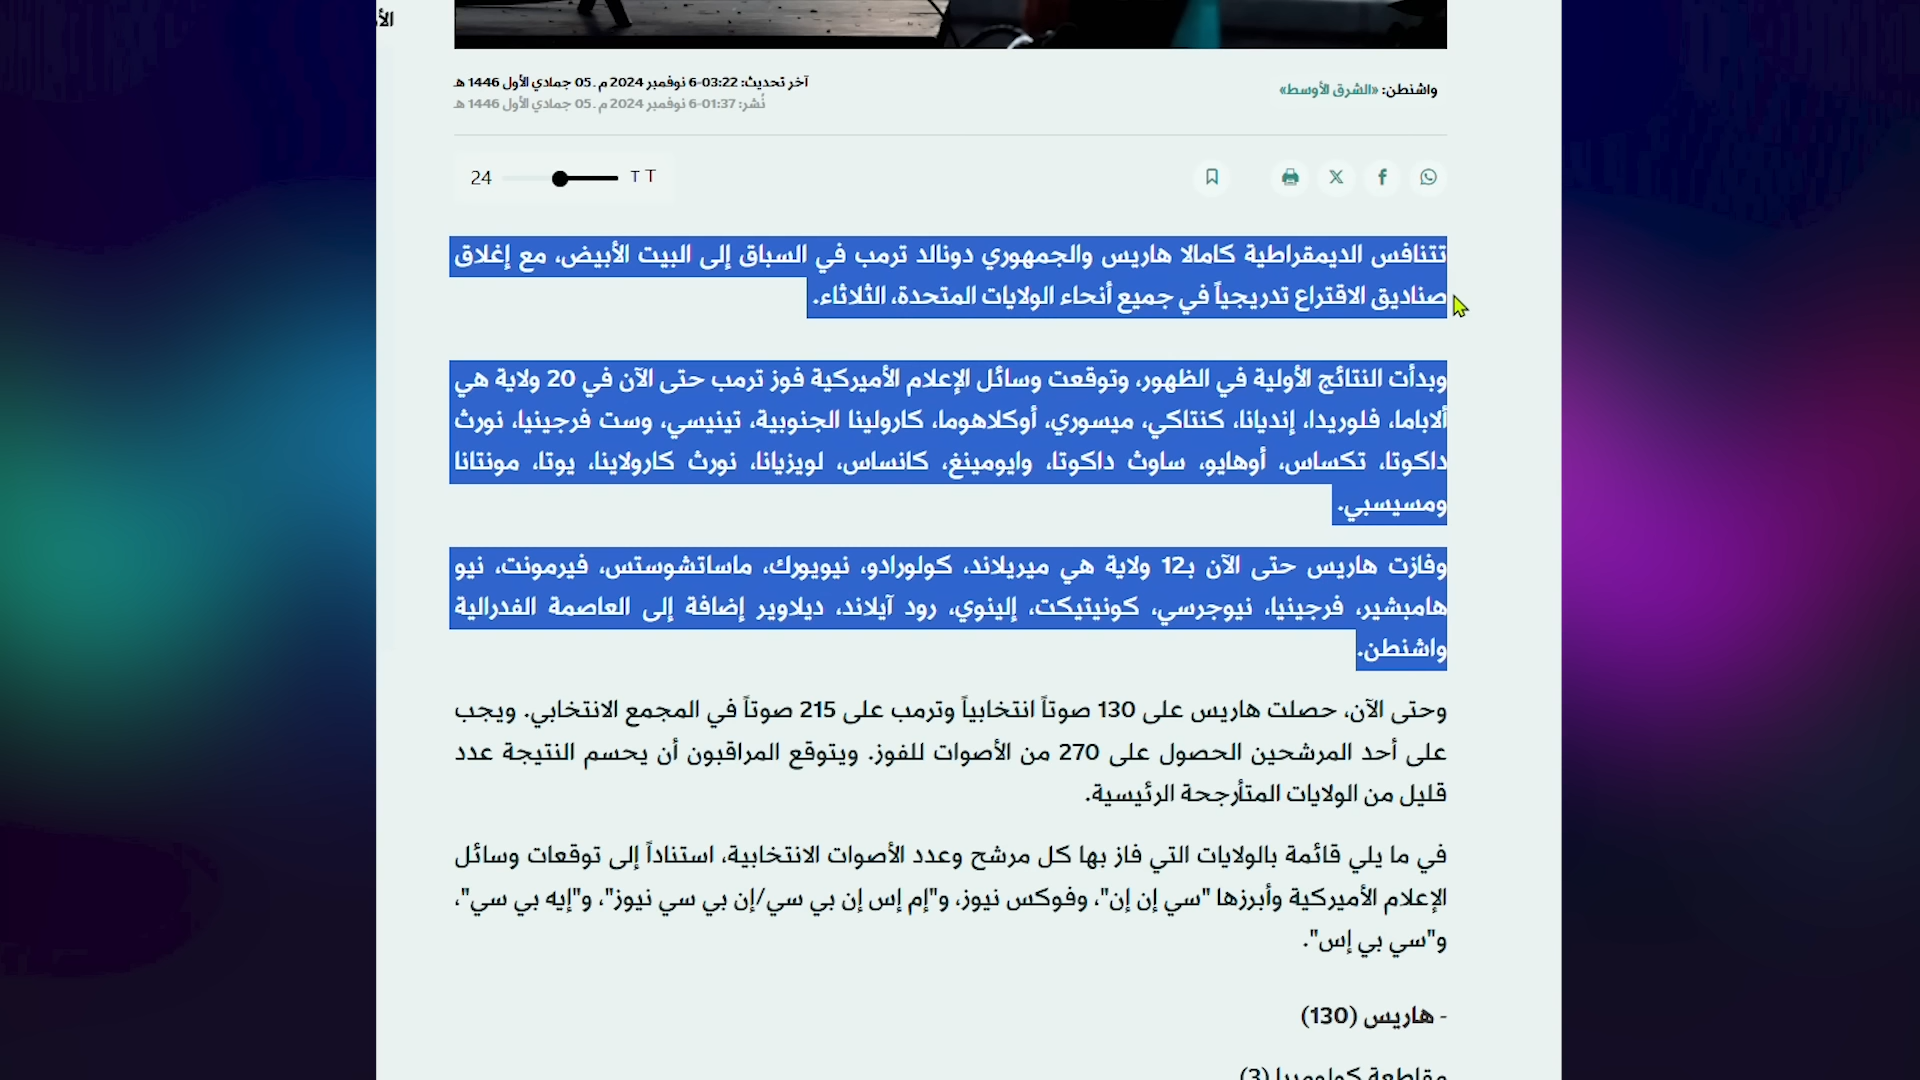 واشنطن: «الشرق الأوسط»
آخر تحديث: 03:22-6 نوفمبر 2024 م ـ 05 جمادي الأول 1446 هـ
نُشر: 01:37-6 نوفمبر 2024 م ـ 05 جمادي الأول 1446 هـ
24 T T
تتنافس الديمقراطية كامالا هاريس والجمهوري دونالد ترمب في السباق إلى البيت الأبيض، مع إغلاق
صناديق الاقتراع تدريجياً في جميع أنحاء الولايات المتحدة، الثلاثاء.
وبدأت النتائج الأولية في الظهور، وتوقعت وسائل الإعلام الأميركية فوز ترمب حتى الآن في 20 ولاية هي
ألاباما، فلوريدا، إنديانا، كنتاكي، ميسوري، أوكلاهوما، كارولينا الجنوبية، تينيسي، وست فرجينيا، نورث
داكوتا، تكساس، أوهايو، ساوث داكوتا، وايومينغ، كانساس، لويزيانا، نورث كارولاينا، يوتا، مونتانا
ومسيسبي.
وفازت هاريس حتى الآن بـ12 ولاية هي ميريلاند، كولورادو، نيويورك، ماساتشوستس، فيرمونت، نيو
هامبشير، فرجينيا، نيوجرسي، كونيتيكت، إلينوي، رود آيلاند، ديلاوير إضافة إلى العاصمة الفدرالية
واشنطن.
وحتى الآن، حصلت هاريس على 130 صوتاً انتخابياً وترمب على 215 صوتاً في المجمع الانتخابي. ويجب
على أحد المرشحين الحصول على 270 من الأصوات للفوز. ويتوقع المراقبون أن يحسم النتيجة عدد
قليل من الولايات المتأرجحة الرئيسية.
في ما يلي قائمة بالولايات التي فاز بها كل مرشح وعدد الأصوات الانتخابية، استناداً إلى توقعات وسائل
الإعلام الأميركية وأبرزها "سي إن إن"، وفوكس نيوز، و"إم إس إن بي سي/إن بي سي نيوز"، و"إيه بي سي"،
و"سي بي إس".
- هاريس (130)
مقاطعة كولومبيا (3)